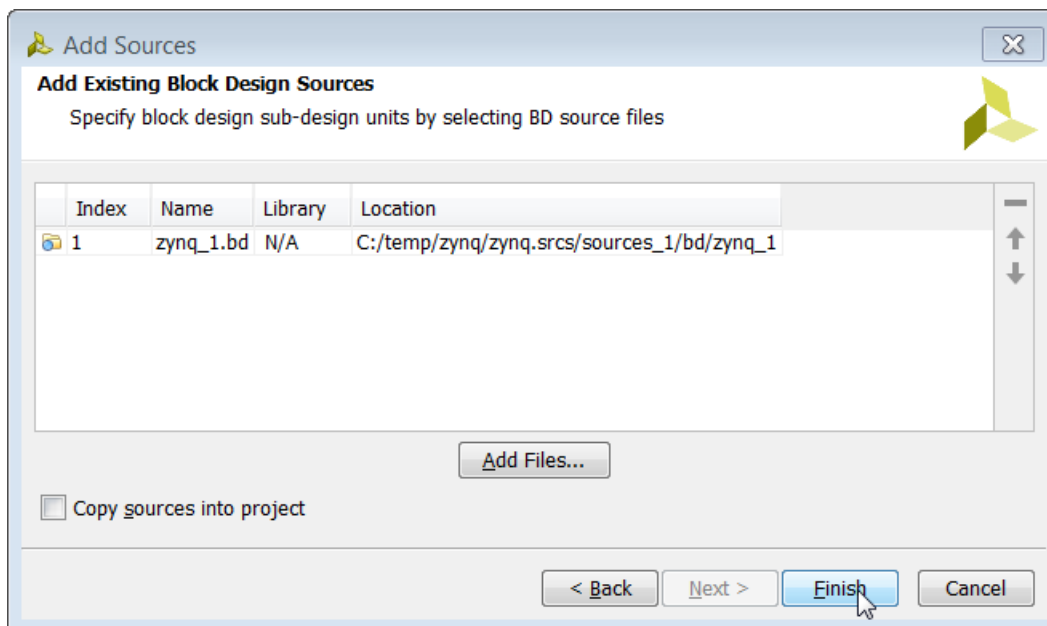 Add Sources
Add Existing Block Design Sources
Specify block design sub-design units by selecting BD source files
Index Name Library Location
1 zynq_1.bd N/A C:/temp/zynq/zynq.srcs/sources_1/bd/zynq_1
Add Files...
Copy sources into project
< Back Next > Finish Cancel